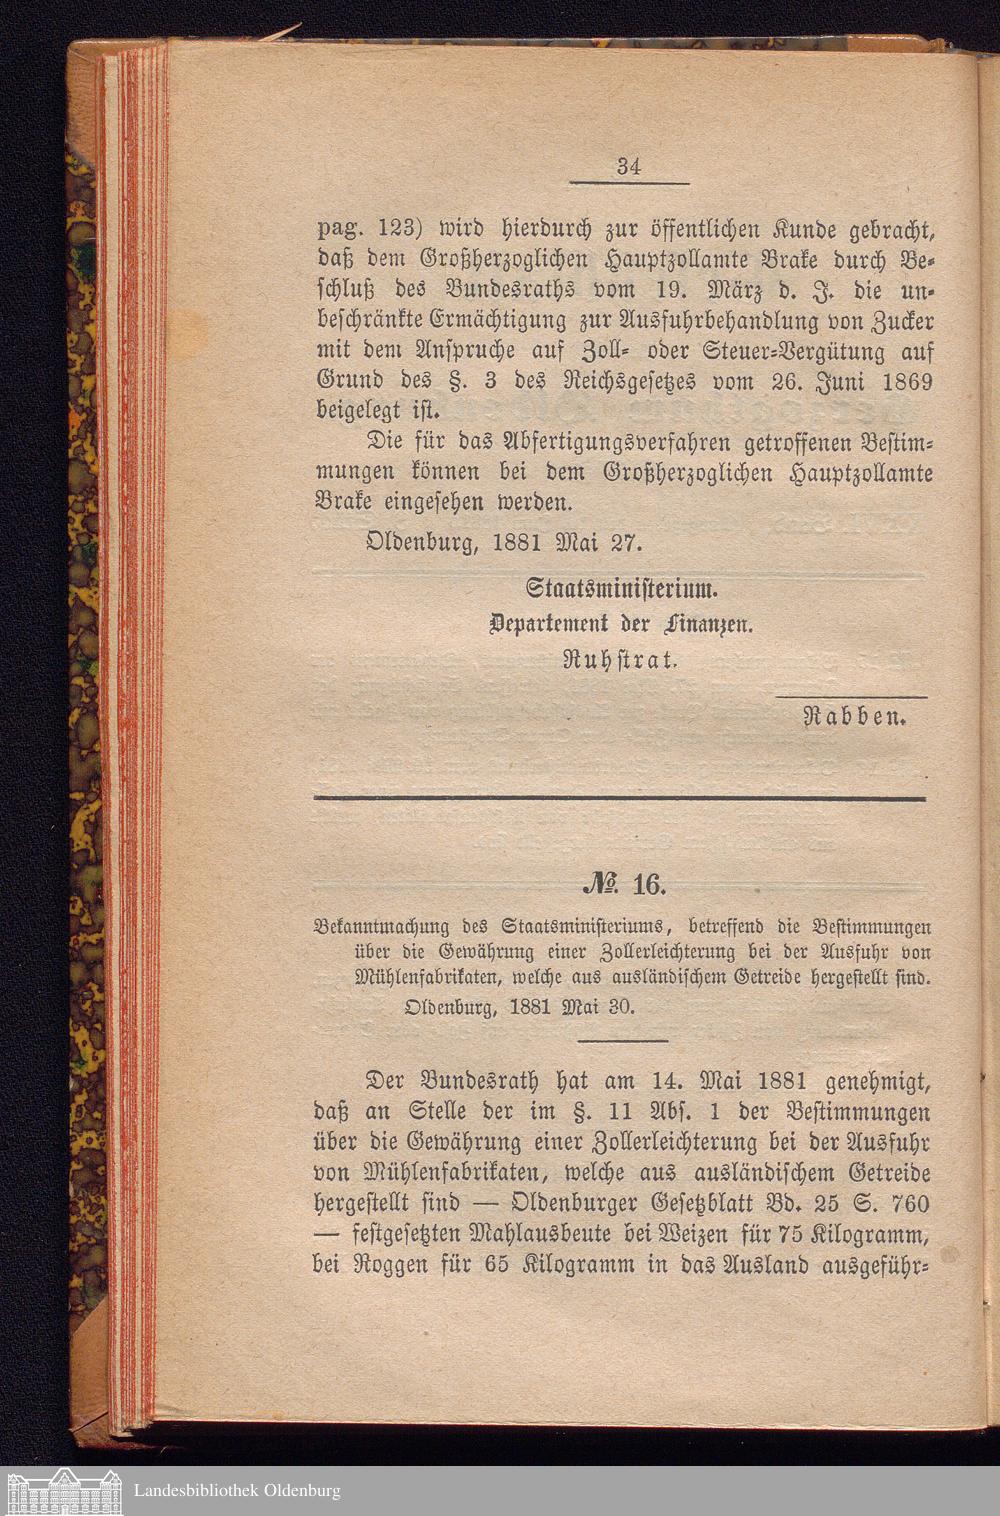 34
pag. 123) wird hierdurch zur öffentlichen Kunde gebracht,
daß dem Großherzoglichen Hauptzollamte Brake durch Be-
schluß des Bundesraths vom 19. März d. J. die un-
beschränkte Ermächtigung zur Ausfuhrbehandlung von Zucker
mit dem Anspruche auf Zoll- oder Steuer-Vergütung auf
Grund des §. 3 des Reichsgesetzes vom 26. Juni 1869
beigelegt ist.
Die für das Abfertigungsverfahren getroffenen Bestim-
mungen können bei dem Großherzoglichen Hauptzollamte
Brake eingesehen werden.
Oldenburg, 1881 Mai 27.
Staatsministerium.
Departement der Finanzen.
Ruhstrat.
Rabben.
№. 16.
Bekanntmachung des Staatsministeriums, betreffend die Bestimmungen
über die Gewährung einer Zollerleichterung bei der Ausfuhr von
Mühlenfabrikaten, welche aus ausländischem Getreide hergestellt sind.
Oldenburg, 1881 Mai 30.
Der Bundesrath hat am 14. Mai 1881 genehmigt,
daß an Stelle der im §. 11 Abs. 1 der Bestimmungen
über die Gewährung einer Zollerleichterung bei der Ausfuhr
von Mühlenfabrikaten, welche aus ausländischem Getreide
hergestellt sind — Oldenburger Gesetzblatt Bd. 25 S. 760
— festgesetzten Mahlausbeute bei Weizen für 75 Kilogramm,
bei Roggen für 65 Kilogramm in das Ausland ausgeführ-
Landesbibliothek Oldenburg